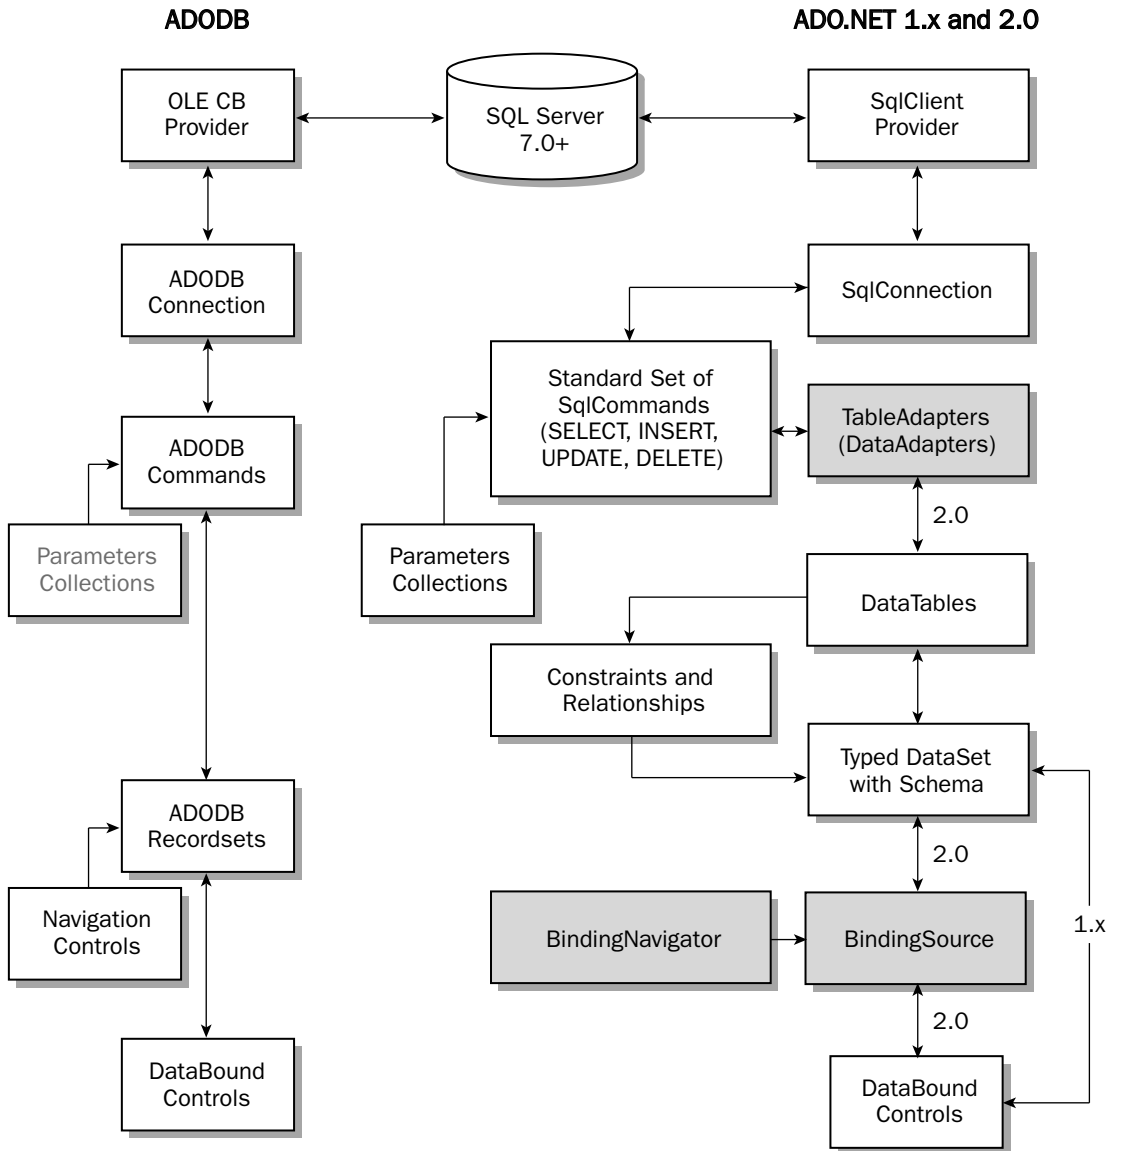 ADODB
ADO.NET 1.x and 2.0
OLE CB
Provider
SQL Server
7.0+
SqlClient
Provider
ADODB
Connection
SqlConnection
Standard Set of
SqlCommands
(SELECT, INSERT,
UPDATE, DELETE)
TableAdapters
(DataAdapters)
ADODB
Commands
2.0
Parameters
Collections
Parameters
Collections
DataTables
Constraints and
Relationships
Typed DataSet
with Schema
ADODB
Recordsets
2.0
Navigation
Controls
BindingNavigator
BindingSource
1.x
2.0
DataBound
Controls
DataBound
Controls